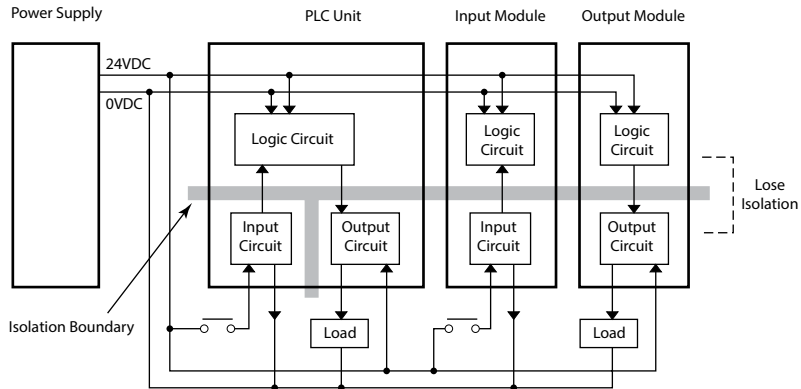 Power Supply
PLC Unit
Input Module
Output Module
24VDC
0VDC
Logic Circuit
Logic
Circuit
Logic
Circuit
Lose
Isolation
Input
Circuit
Output
Circuit
Input
Circuit
Output
Circuit
Isolation Boundary
Load
Load